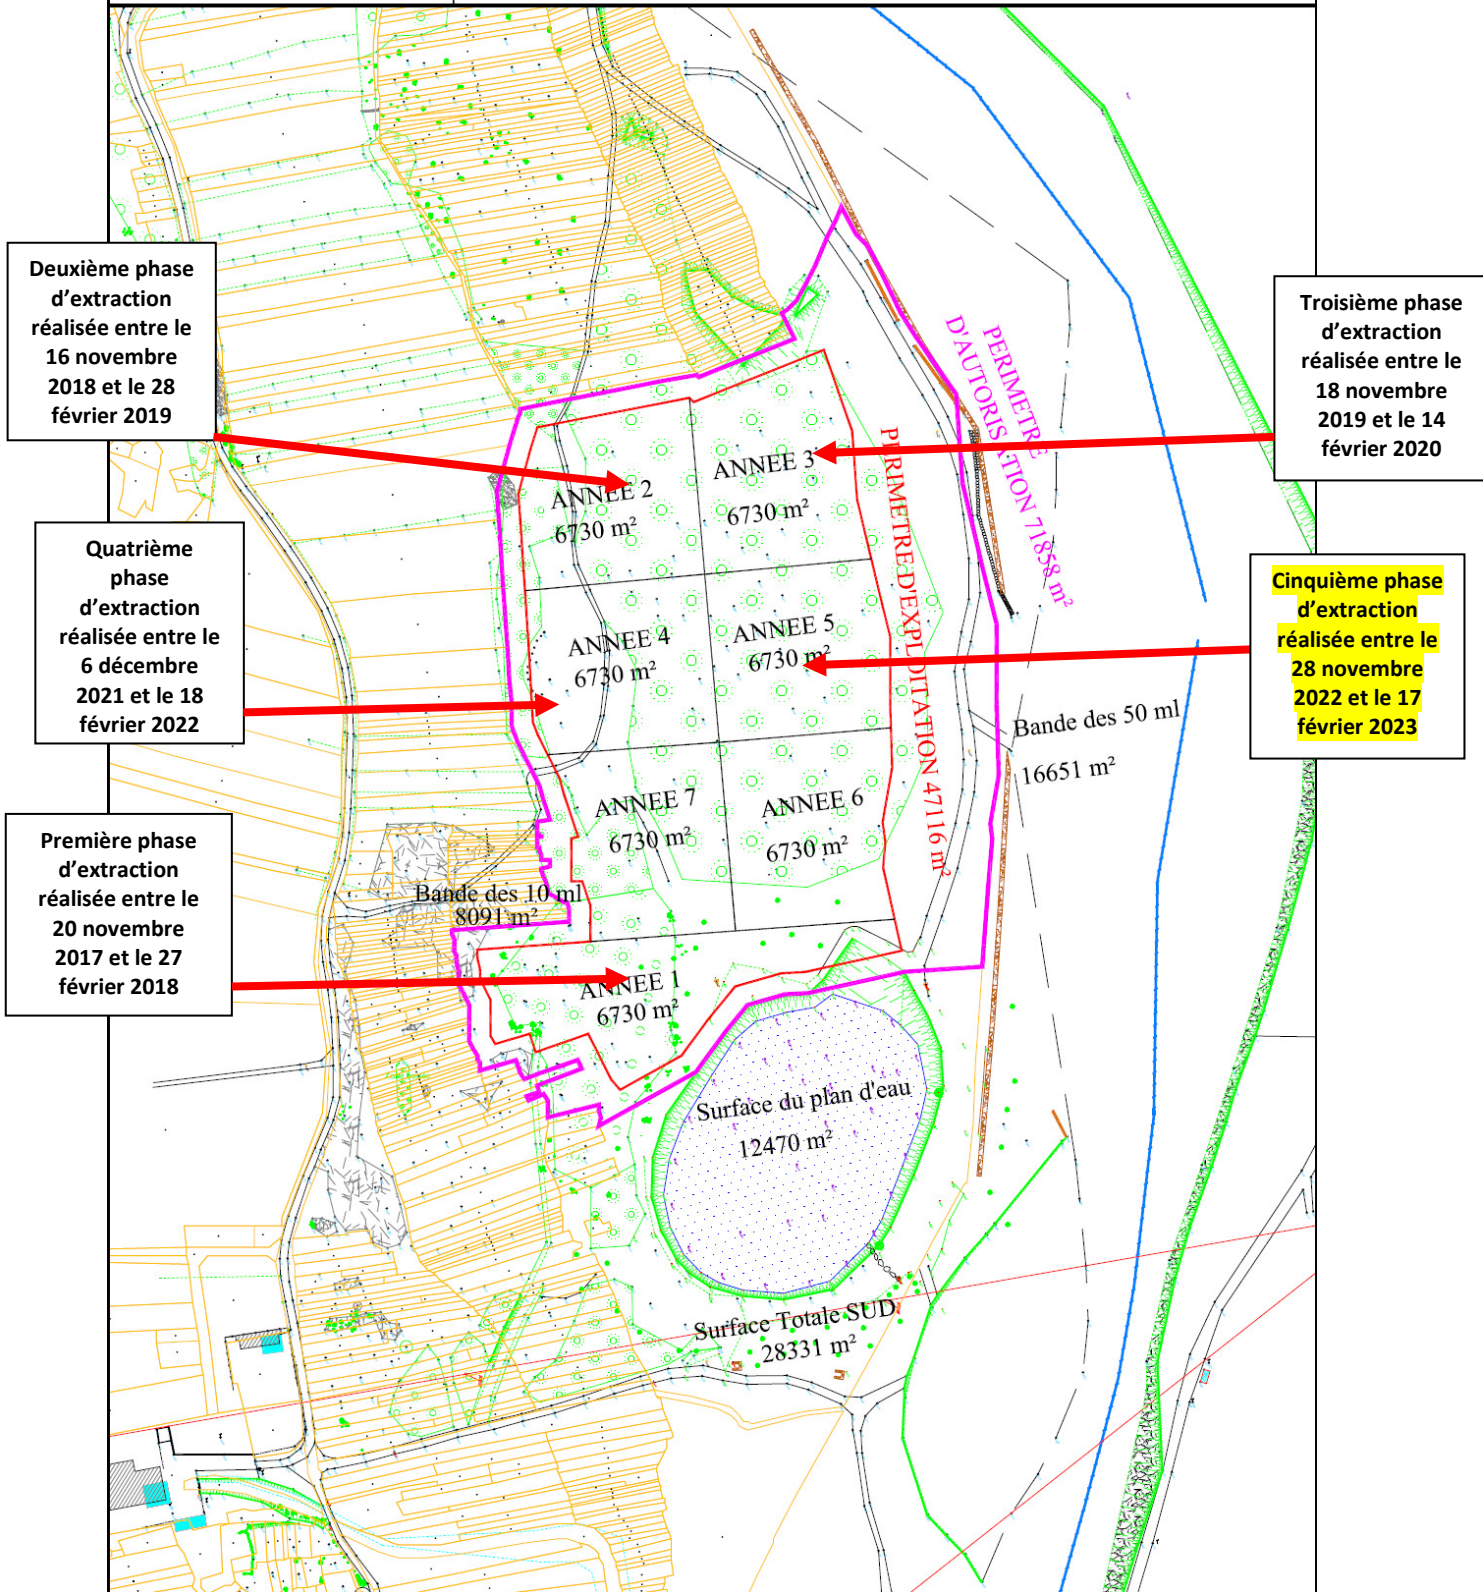 Deuxième phase
d'extraction
réalisée entre le
16 novembre
2018 et le 28
février 2019
Troisième phase
d'extraction
réalisée entre le
18 novembre
2019 et le 14
février 2020
PERIMETRE
D'AUTORISATION 71858 m²
ANNEE 2
6730 m²
ANNEE 3
6730 m²
PERIMETRE D'EXPLOITATION 47116 m²
Quatrième
phase
d'extraction
réalisée entre le
6 décembre
2021 et le 18
février 2022
ANNEE 4
6730 m²
ANNEE 5
6730 m²
Cinquième phase
d'extraction
réalisée entre le
28 novembre
2022 et le 17
février 2023
Bande des 50 ml
16651 m²
ANNEE 7
6730 m²
ANNEE 6
6730 m²
Première phase
d'extraction
réalisée entre le
20 novembre
2017 et le 27
février 2018
Bande des 10 ml
8091 m²
ANNEE 1
6730 m²
Surface du plan d'eau
12470 m²
Surface Totale SUD
28331 m²